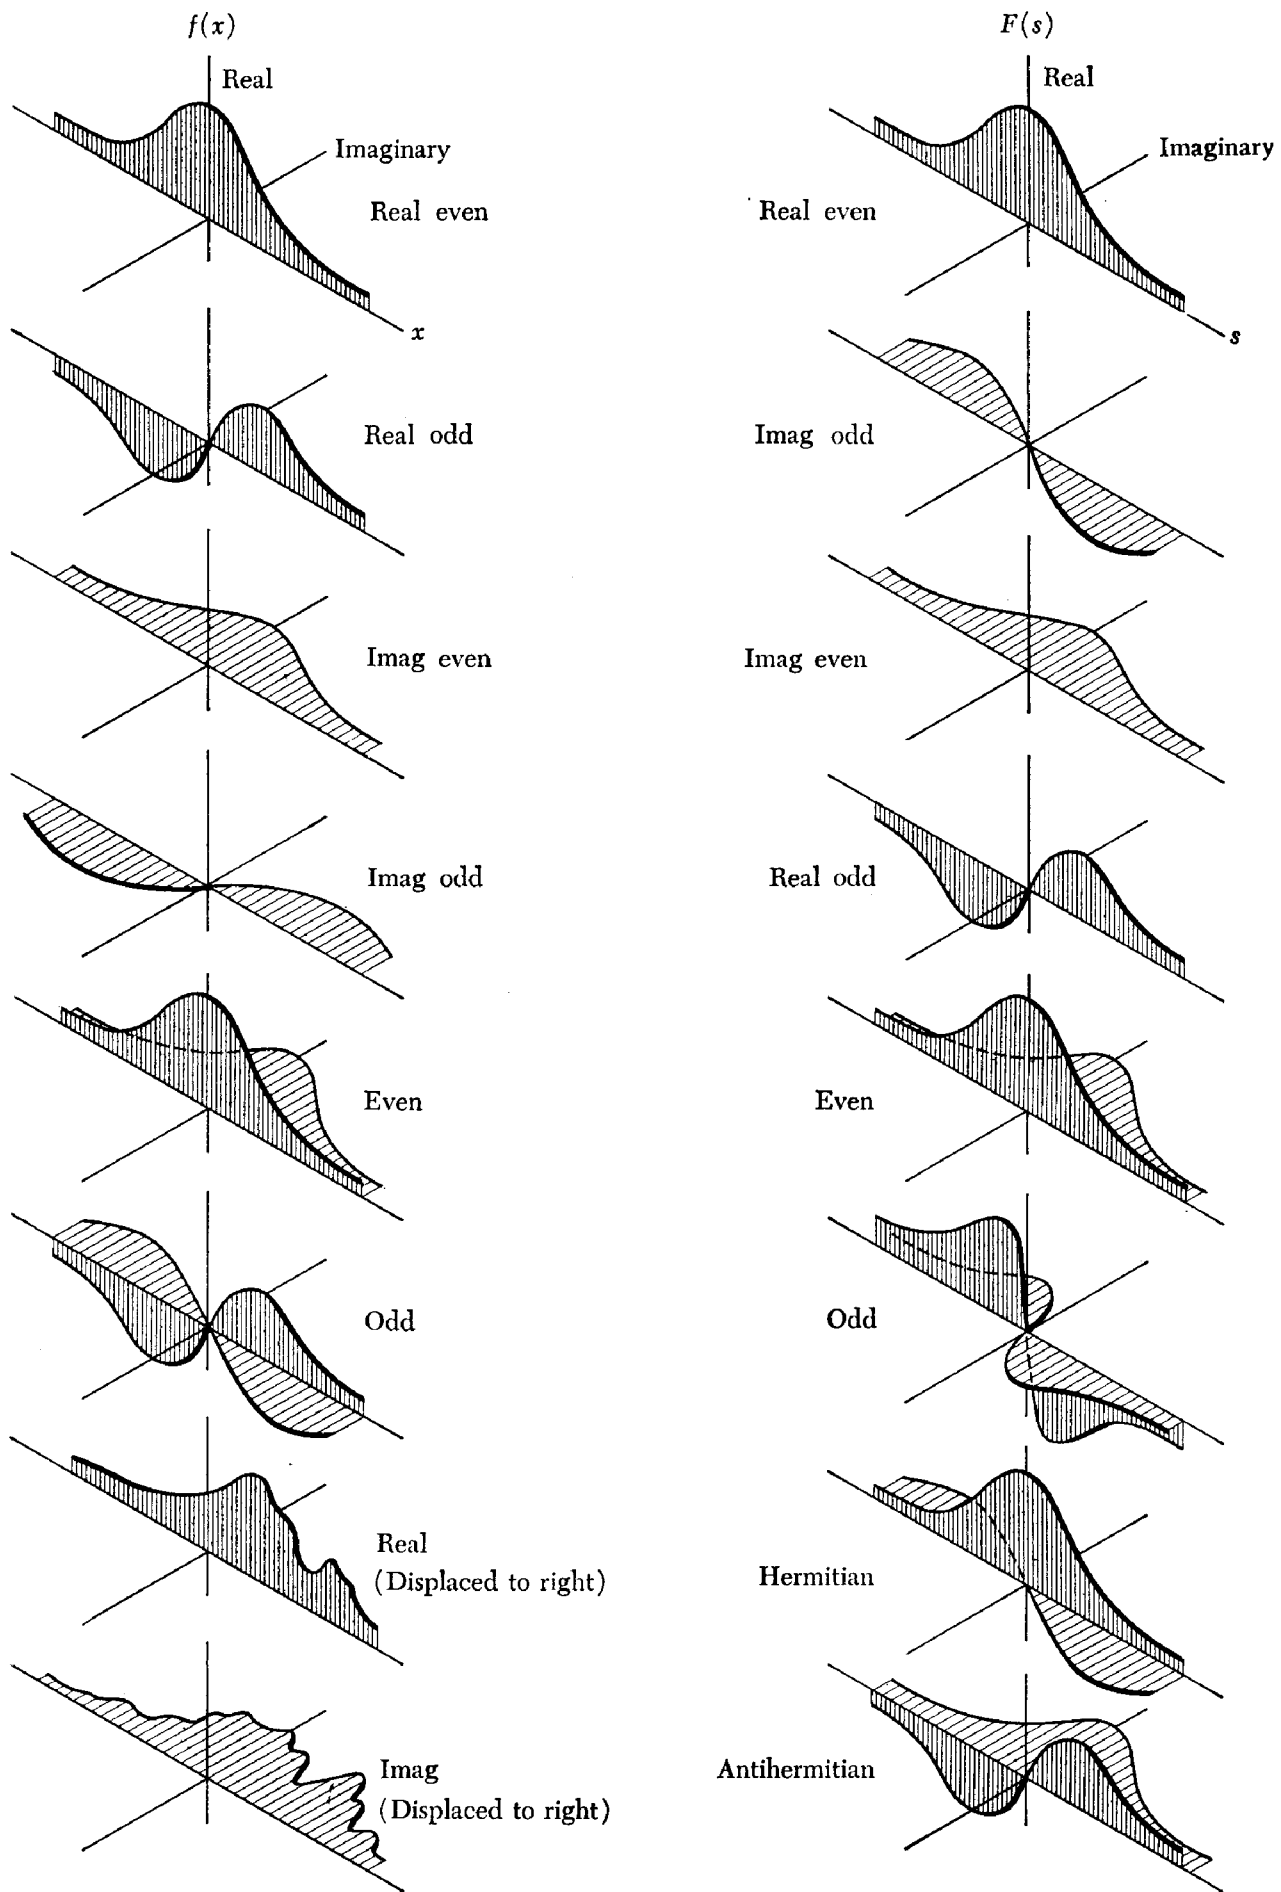 f(x)
F(s)
Real
Real
Imaginary
Imaginary
Real even
Real even
x
s
Real odd
Imag odd
Imag even
Imag even
Imag odd
Real odd
Even
Even
Odd
Odd
Real
(Displaced to right)
Hermitian
Imag
(Displaced to right)
Antihermitian